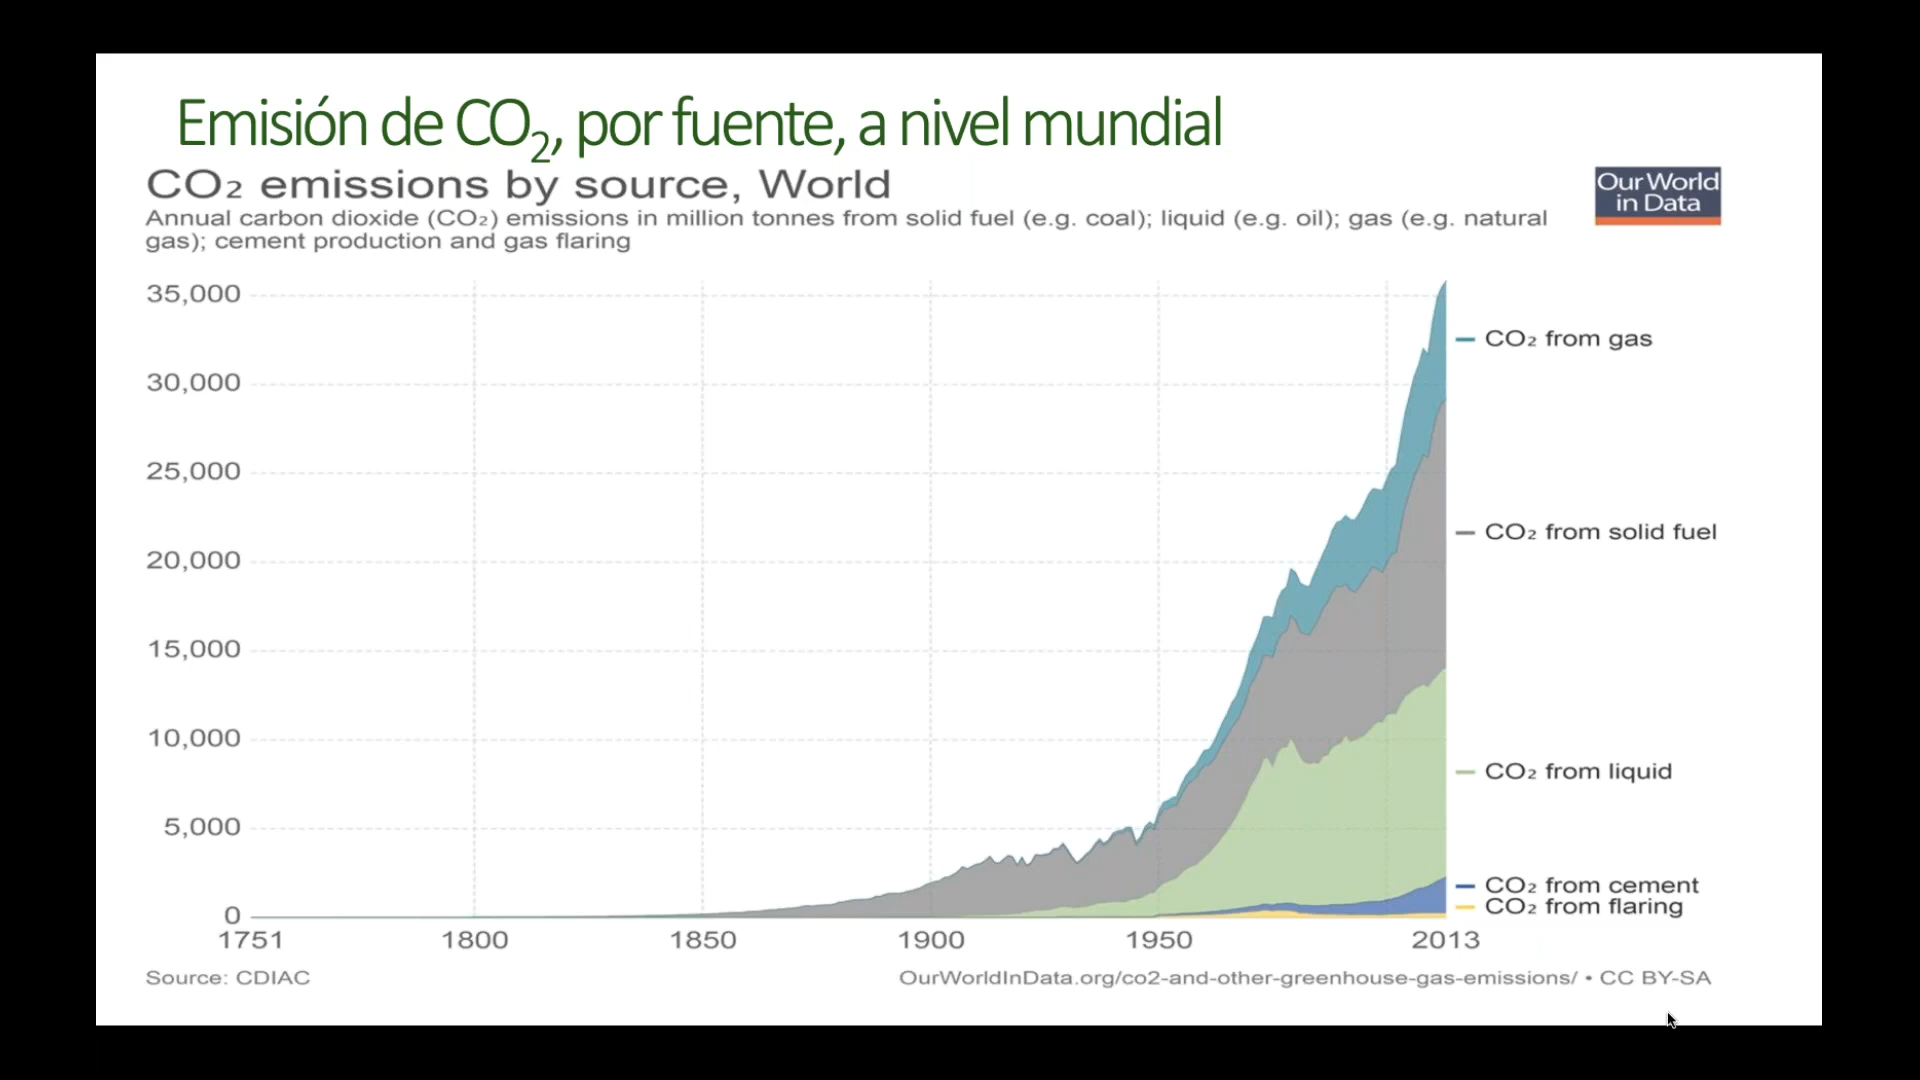 Emisión de CO₂, por fuente, a nivel mundial
CO₂ emissions by source, World
Our World
in Data
Annual carbon dioxide (CO₂) emissions in million tonnes from solid fuel (e.g. coal); liquid (e.g. oil); gas (e.g. natural
gas); cement production and gas flaring
35,000
CO₂ from gas
30,000
25,000
CO₂ from solid fuel
20,000
15,000
10,000
CO₂ from liquid
5,000
CO₂ from cement
CO₂ from flaring
0
1751 1800 1850 1900 1950 2013
Source: CDIAC
OurWorldInData.org/co2-and-other-greenhouse-gas-emissions/ • CC BY-SA